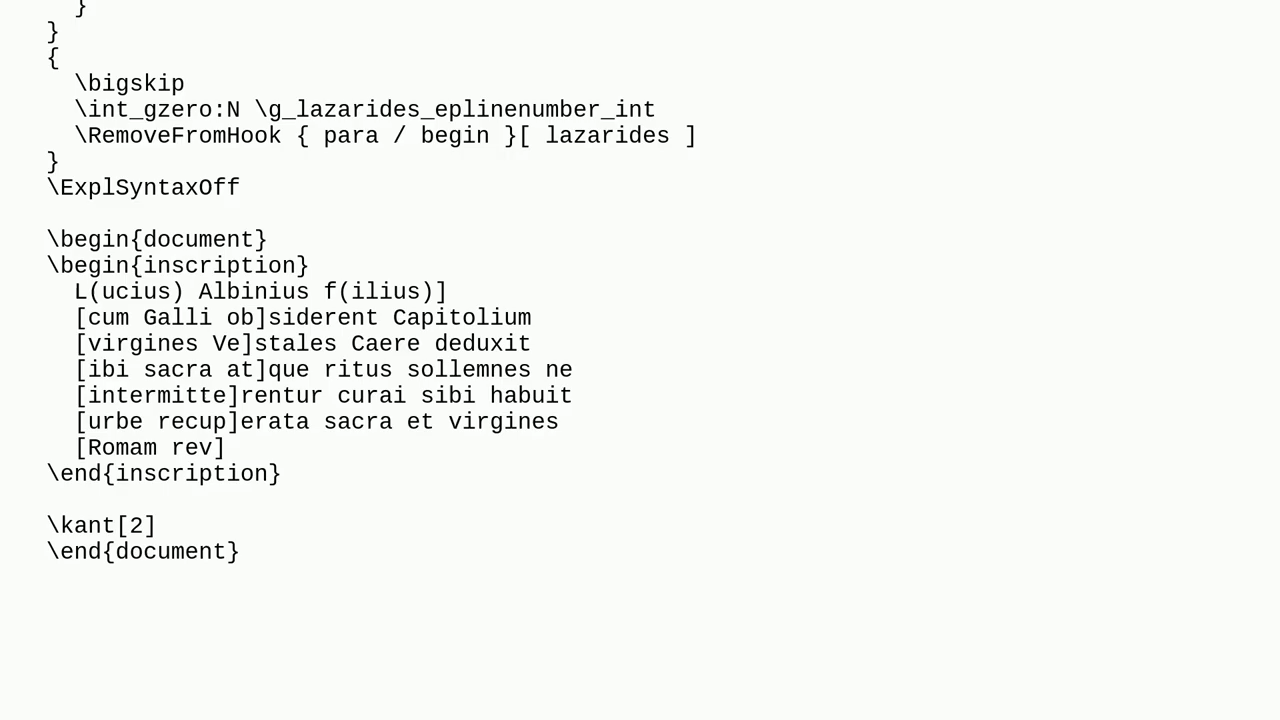 }
}
{
  \bigskip
  \int_gzero:N \g_lazarides_eplinenumber_int
  \RemoveFromHook { para / begin }[ lazarides ]
}
\ExplSyntaxOff

\begin{document}
\begin{inscription}
  L(ucius) Albinius f(ilius)]
  [cum Galli ob]siderent Capitolium
  [virgines Ve]stales Caere deduxit
  [ibi sacra at]que ritus sollemnes ne
  [intermitte]rentur curai sibi habuit
  [urbe recup]erata sacra et virgines
  [Romam rev]
\end{inscription}

\kant[2]
\end{document}